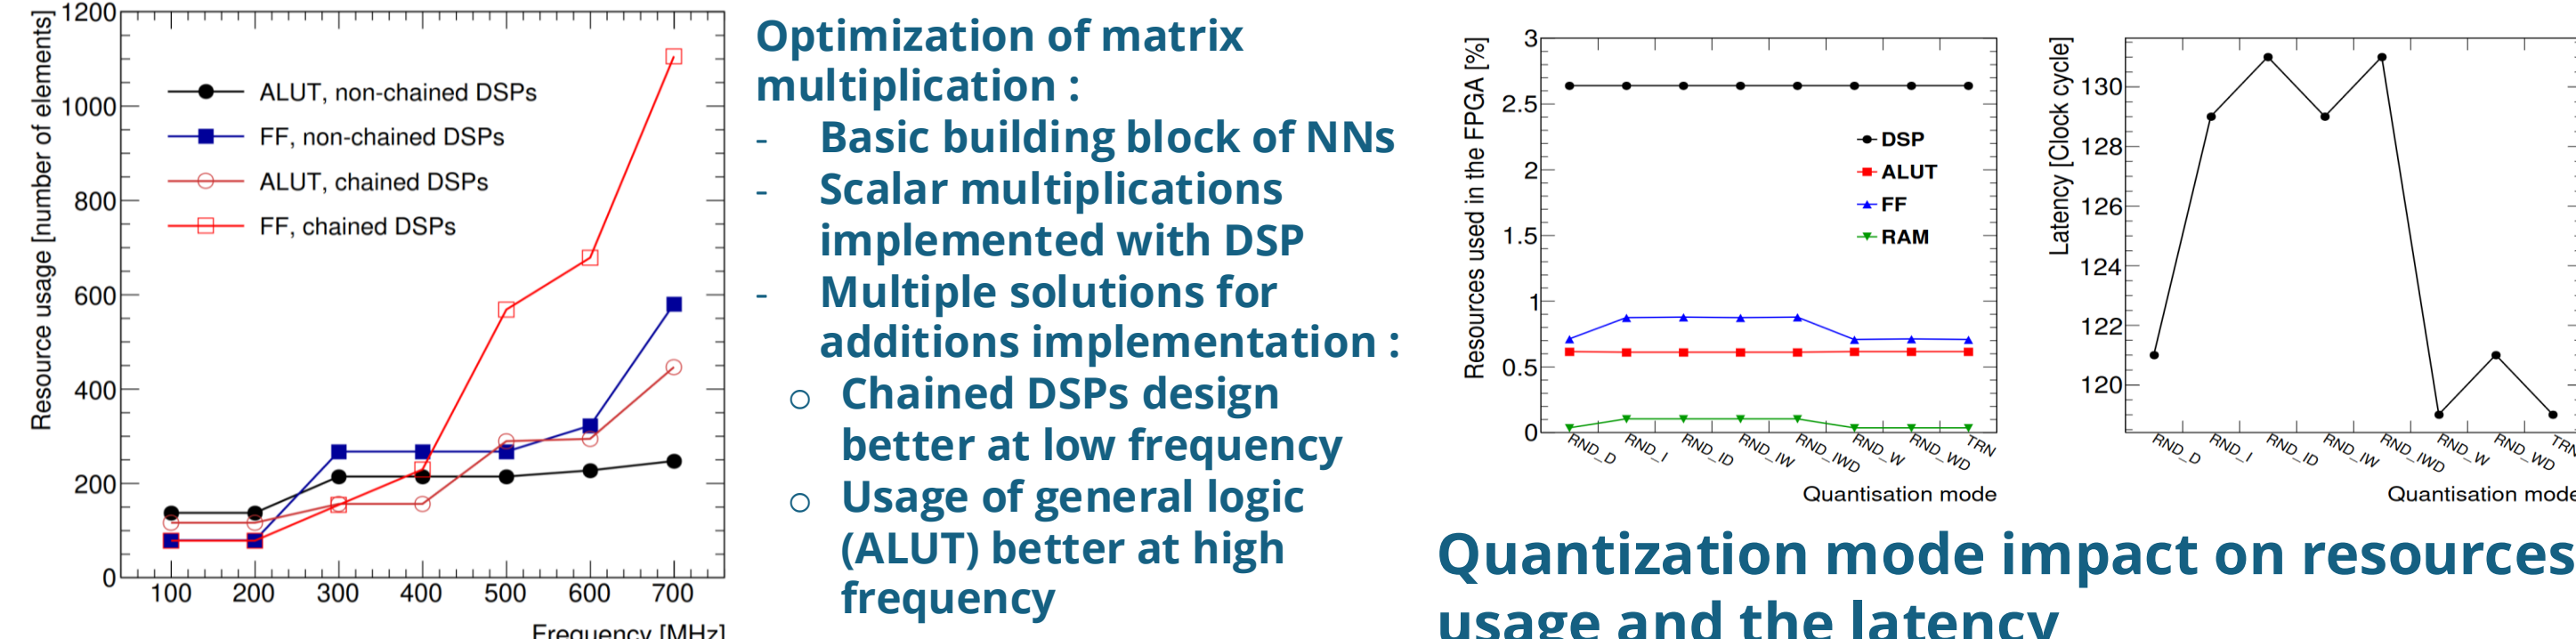 Resource usage [number of elements]
1200
1000
800
600
400
200
0
ALUT, non-chained DSPs
FF, non-chained DSPs
ALUT, chained DSPs
FF, chained DSPs
100 200 300 400 500 600 700
Frequency [MHz]
Optimization of matrix
multiplication :
- Basic building block of NNs
- Scalar multiplications
implemented with DSP
- Multiple solutions for
additions implementation :
○ Chained DSPs design
better at low frequency
○ Usage of general logic
(ALUT) better at high
frequency
Resources used in the FPGA [%]
3
2.5
2
1.5
1
0.5
0
DSP
ALUT
FF
RAM
RND_D RND_I RND_ID RND_IW RND_IWD RND_W RND_WD TRN
Quantisation mode
Latency [Clock cycle]
130
128
126
124
122
120
RND_D RND_I RND_ID RND_IW RND_IWD RND_W RND_WD TRN
Quantisation mode
Quantization mode impact on resources
usage and the latency